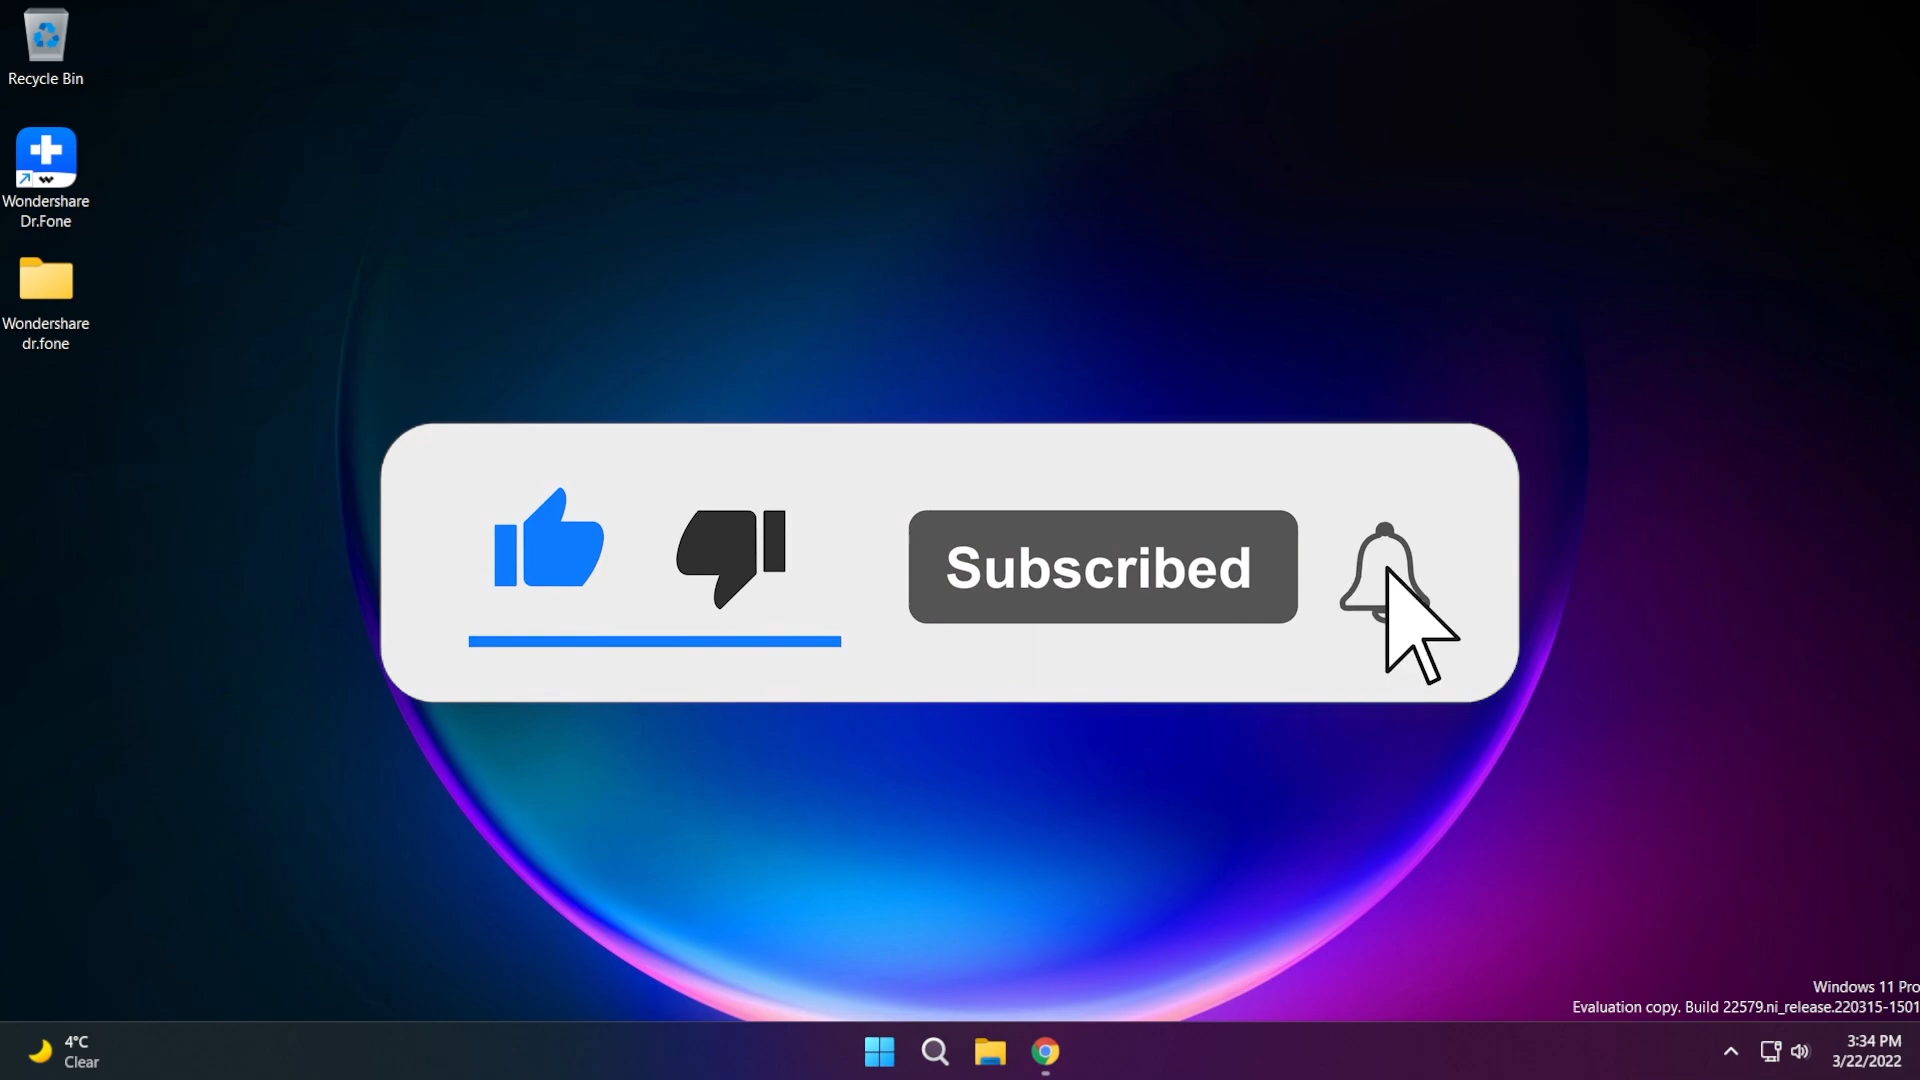 Recycle Bin
Wondershare
Dr.Fone
Wondershare
dr.fone
Subscribed
Windows 11 Pro
Evaluation copy. Build 22579.ni_release.220315-1501
4°C
Clear
3:34 PM
3/22/2022